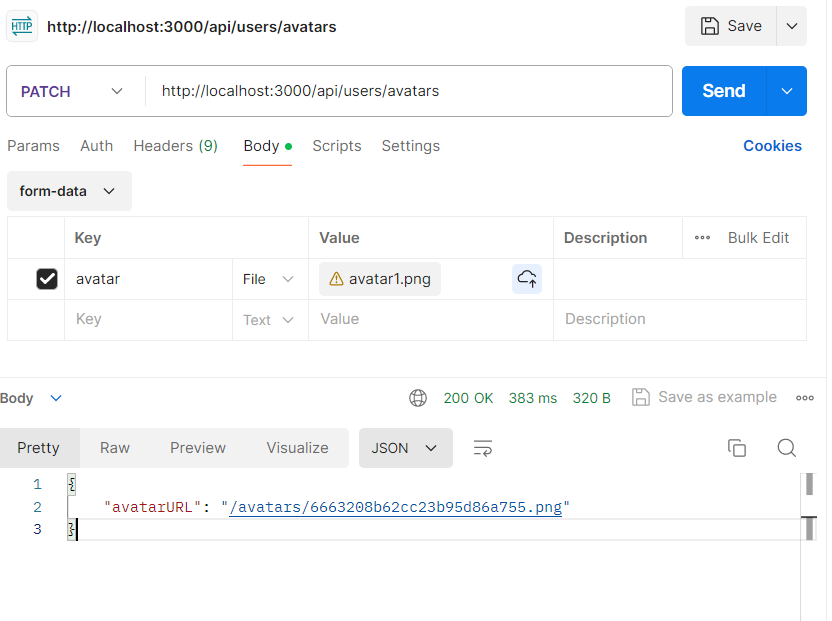 HTTP http://localhost:3000/api/users/avatars Save
PATCH http://localhost:3000/api/users/avatars Send
Params Auth Headers (9) Body Scripts Settings Cookies
form-data
Key Value Description Bulk Edit
avatar File avatar1.png
Key Text Value Description
Body 200 OK 383 ms 320 B Save as example
Pretty Raw Preview Visualize JSON
1 {
2 "avatarURL": "/avatars/6663208b62cc23b95d86a755.png"
3 }